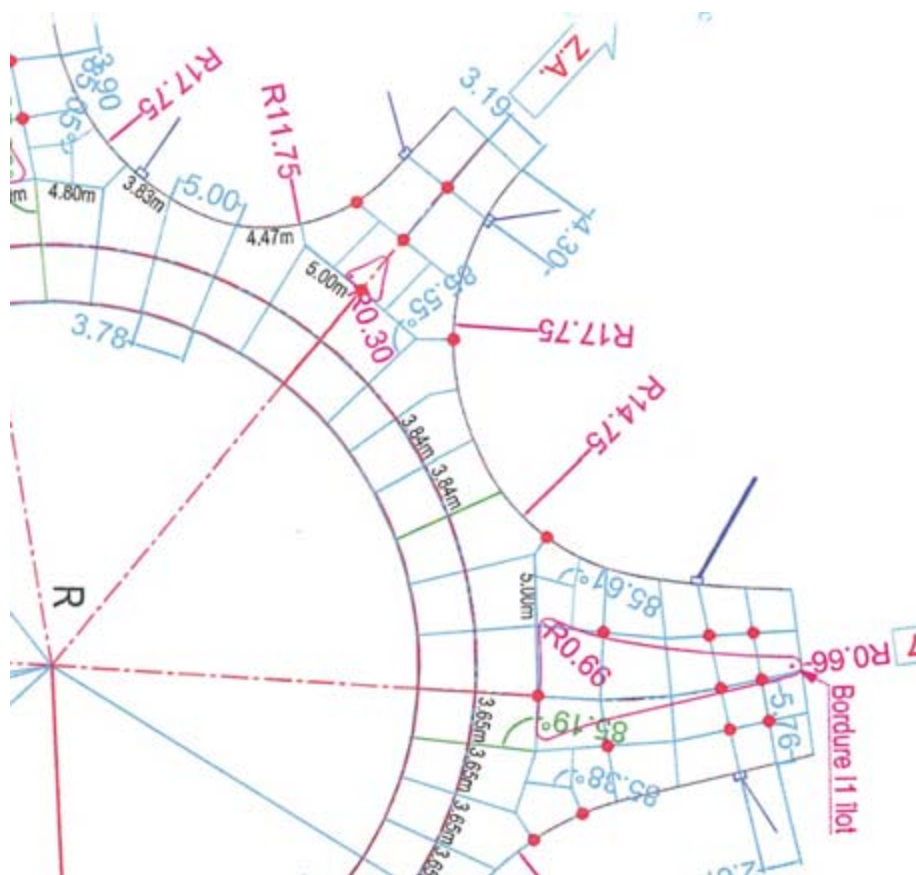 Z.A.
3.19
R17.75
R11.75
3.90
4.80m
3.83m
5.00
4.47m
4.30
5.00m
85.55°
R0.30
R17.75
3.78
R14.75
3.84m
3.84m
R
5.00m
85.61°
R0.66
R0.66
3.65m
85.19°
5.76
3.65m
85.38°
3.65m
Bordure I1 îlot